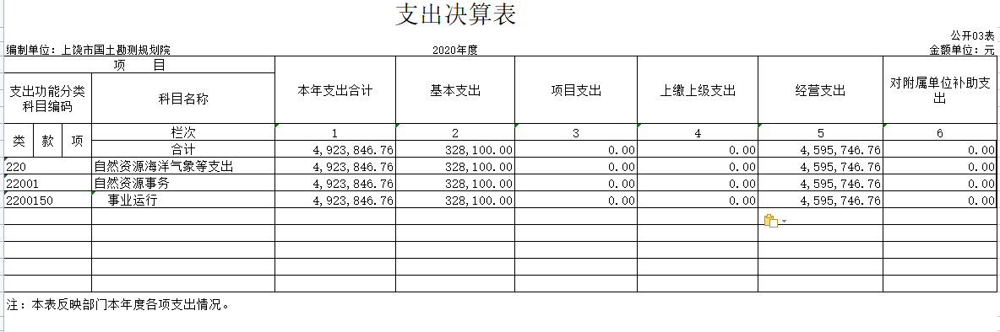 支出决算表
公开03表
编制单位：上饶市国土勘测规划院 2020年度 金额单位：元
项 目 本年支出合计 基本支出 项目支出 上缴上级支出 经营支出 对附属单位补助支出
支出功能分类科目编码 科目名称
类 款 项 栏次 1 2 3 4 5 6
合计 4,923,846.76 328,100.00 0.00 0.00 4,595,746.76 0.00
220 自然资源海洋气象等支出 4,923,846.76 328,100.00 0.00 0.00 4,595,746.76 0.00
22001 自然资源事务 4,923,846.76 328,100.00 0.00 0.00 4,595,746.76 0.00
2200150 事业运行 4,923,846.76 328,100.00 0.00 0.00 4,595,746.76 0.00
注：本表反映部门本年度各项支出情况。